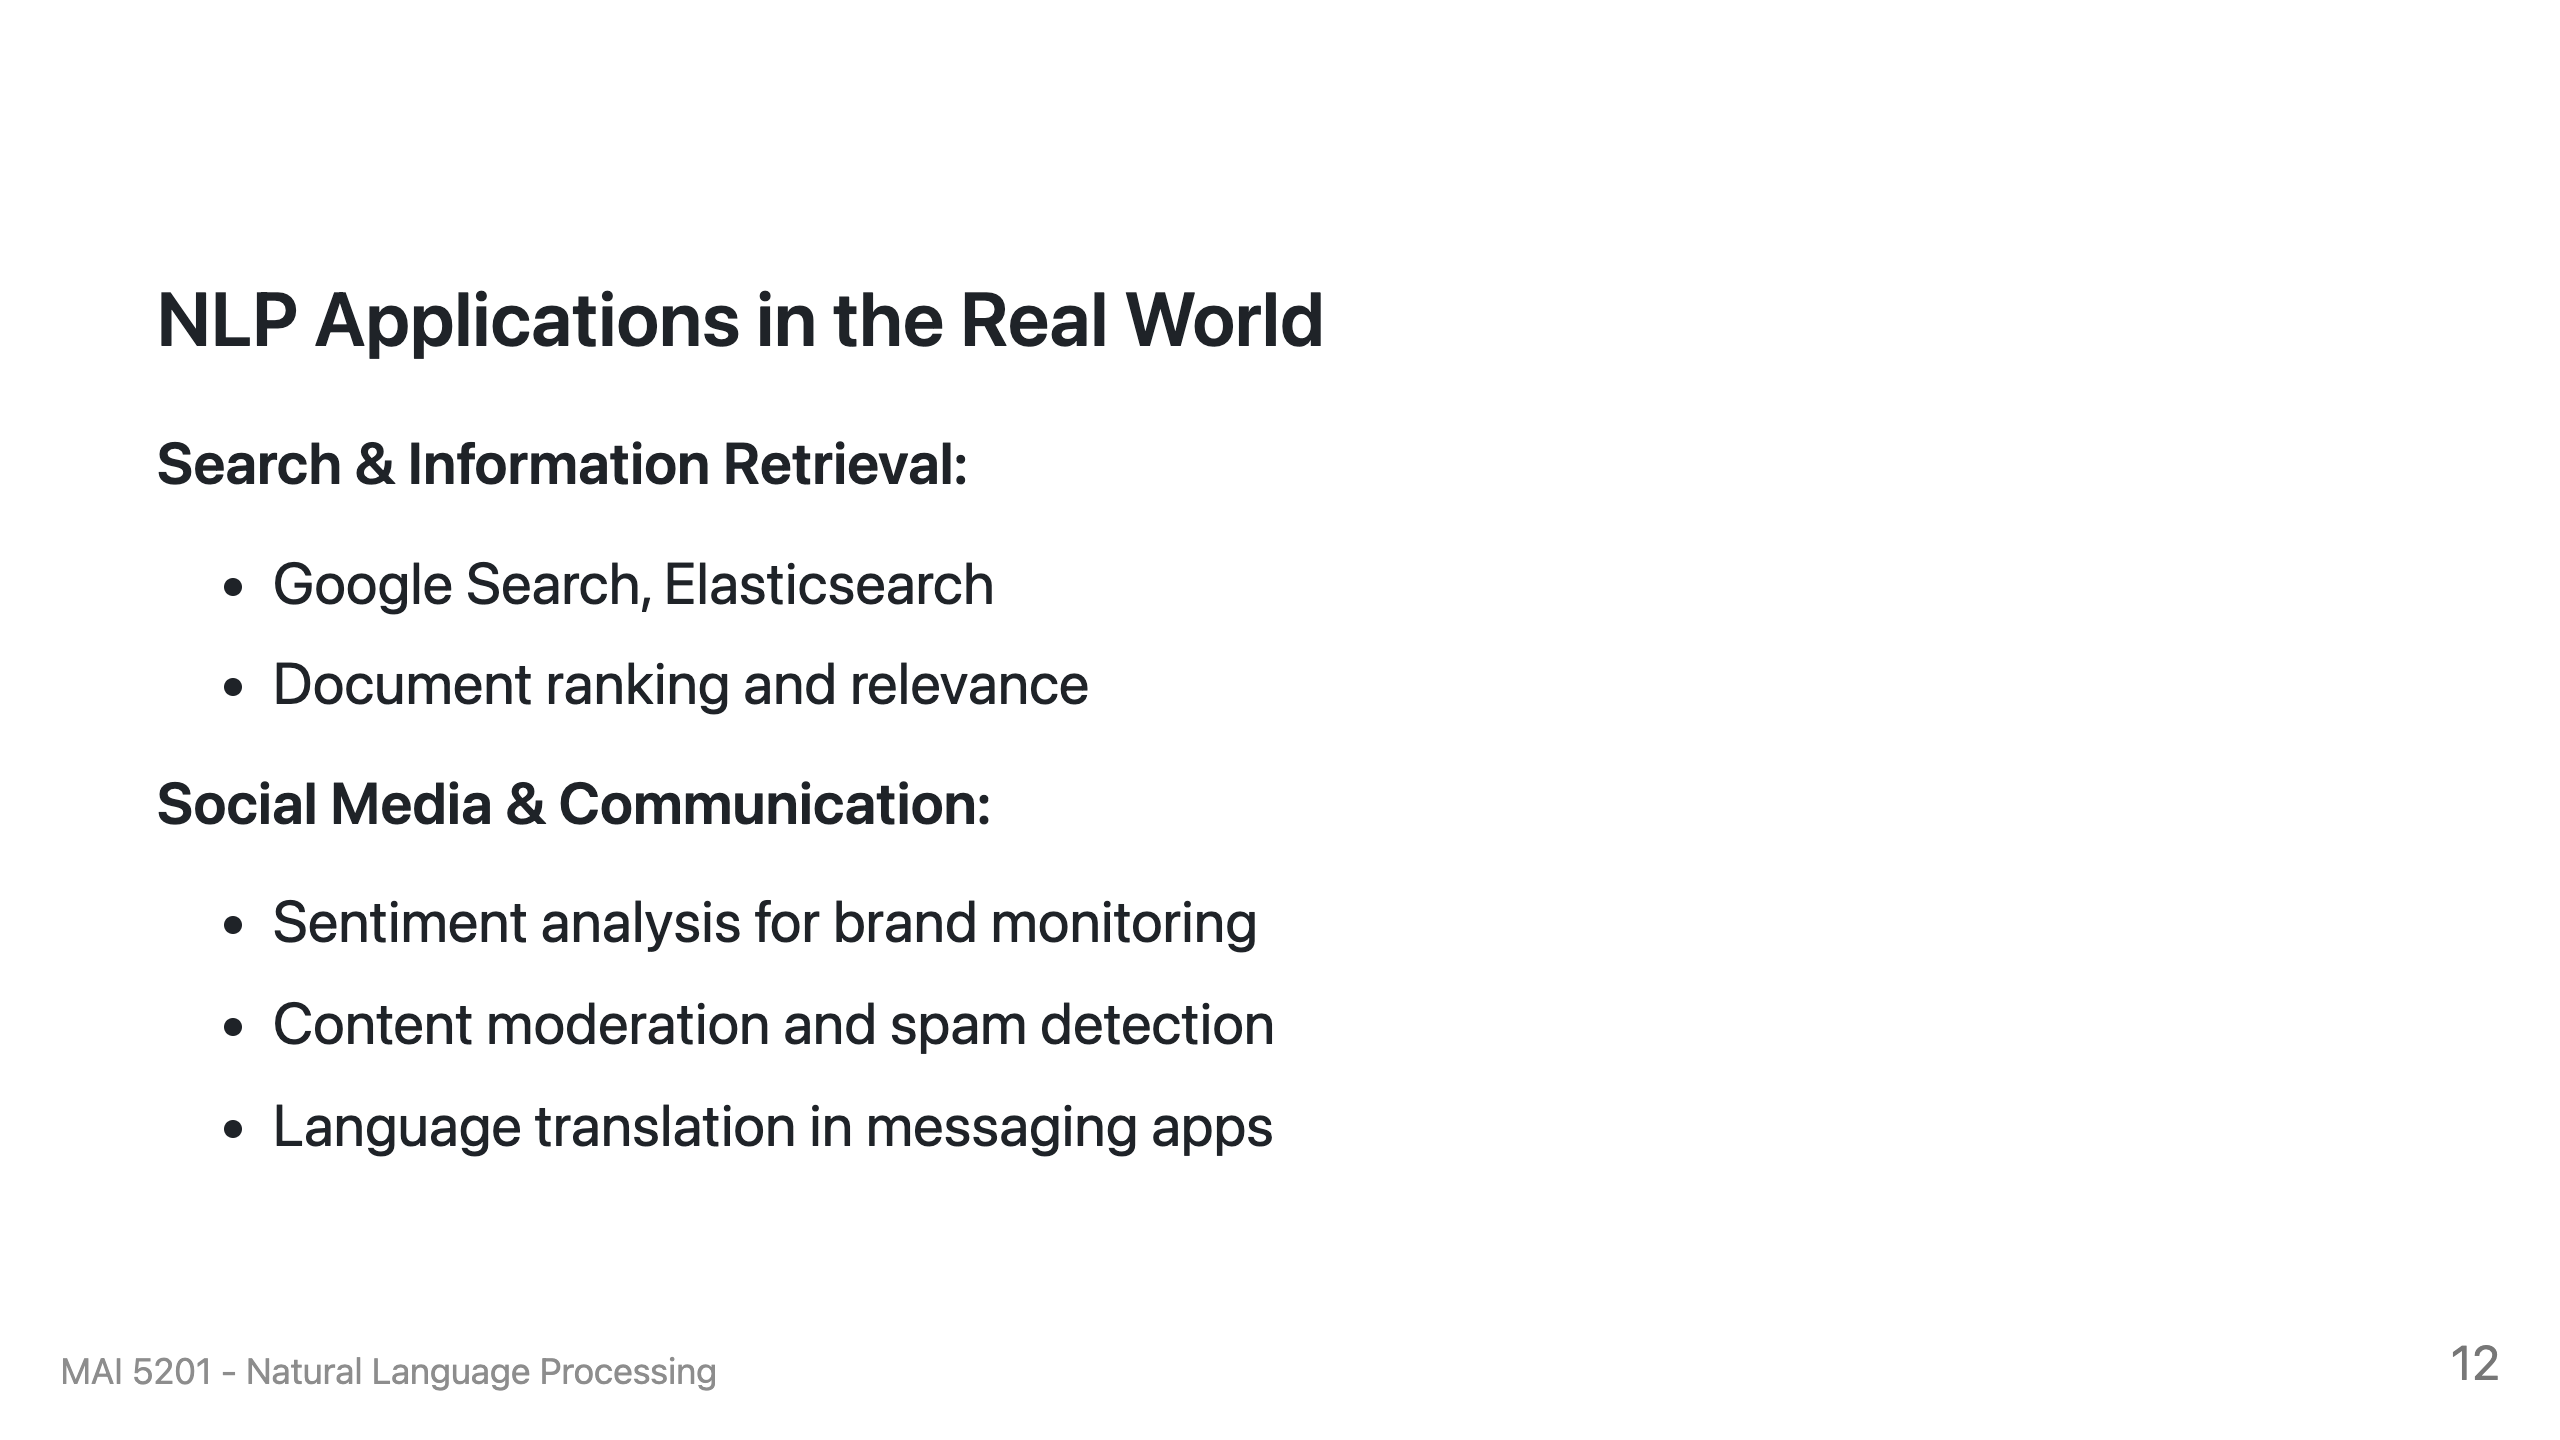 NLP Applications in the Real World
Search & Information Retrieval:
• Google Search, Elasticsearch
• Document ranking and relevance
Social Media & Communication:
• Sentiment analysis for brand monitoring
• Content moderation and spam detection
• Language translation in messaging apps
MAI 5201 - Natural Language Processing
12